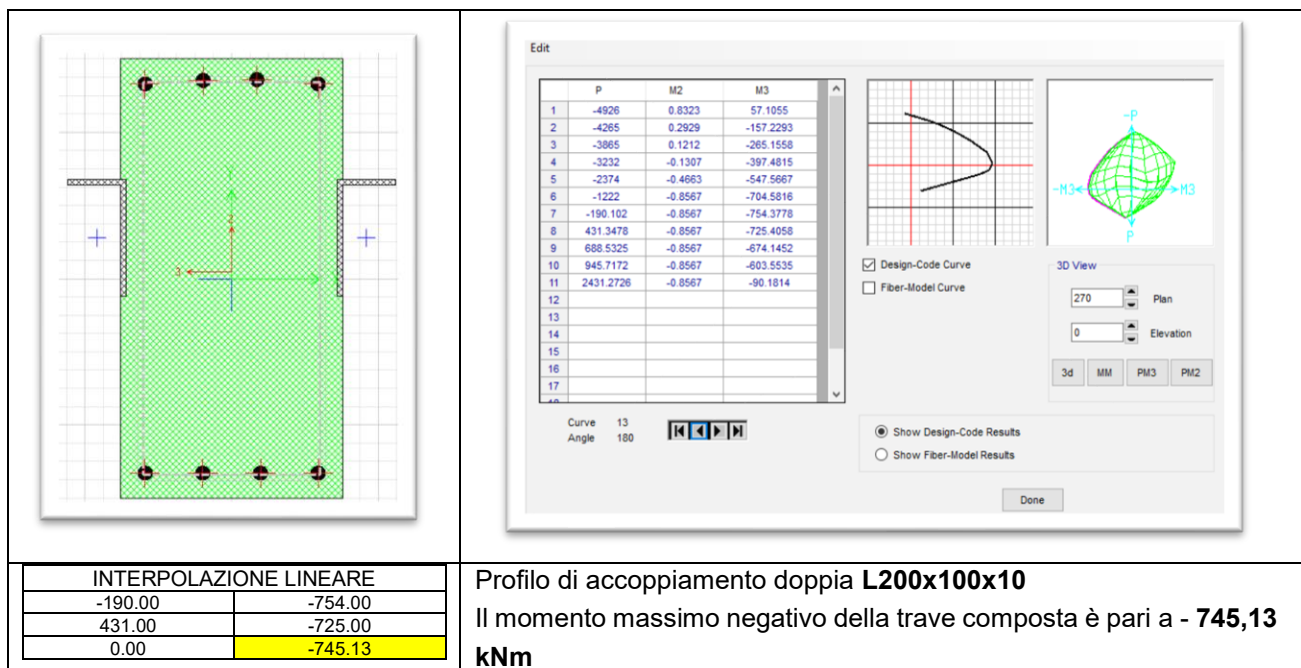 Y
2
3
Edit
P M2 M3
1 -4926 0.8323 57.1055
2 -4265 0.2929 -157.2293
3 -3865 0.1212 -265.1558
4 -3232 -0.1307 -397.4815
5 -2374 -0.4663 -547.5667
6 -1222 -0.8567 -704.5816
7 -190.102 -0.8567 -754.3778
8 431.3478 -0.8567 -725.4058
9 688.5325 -0.8567 -674.1452
10 945.7172 -0.8567 -603.5535
11 2431.2726 -0.8567 -90.1814
12
13
14
15
16
17
Curve 13
Angle 180
-P
-M3 M3
P
Design-Code Curve
Fiber-Model Curve
3D View
270 Plan
0 Elevation
3d MM PM3 PM2
Show Design-Code Results
Show Fiber-Model Results
Done
INTERPOLAZIONE LINEARE
-190.00 -754.00
431.00 -725.00
0.00 -745.13
Profilo di accoppiamento doppia L200x100x10
Il momento massimo negativo della trave composta è pari a - 745,13
kNm